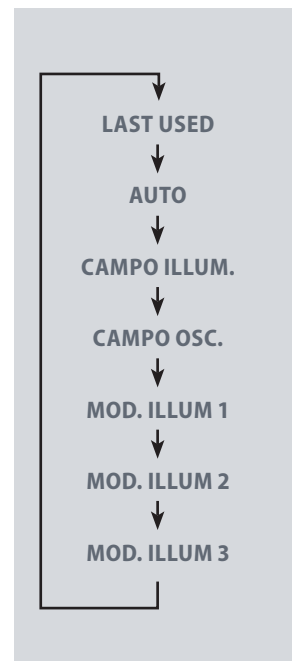 LAST USED
AUTO
CAMPO ILLUM.
CAMPO OSC.
MOD. ILLUM 1
MOD. ILLUM 2
MOD. ILLUM 3